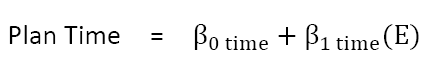 Plan Time = β₀ time + β₁ time(E)